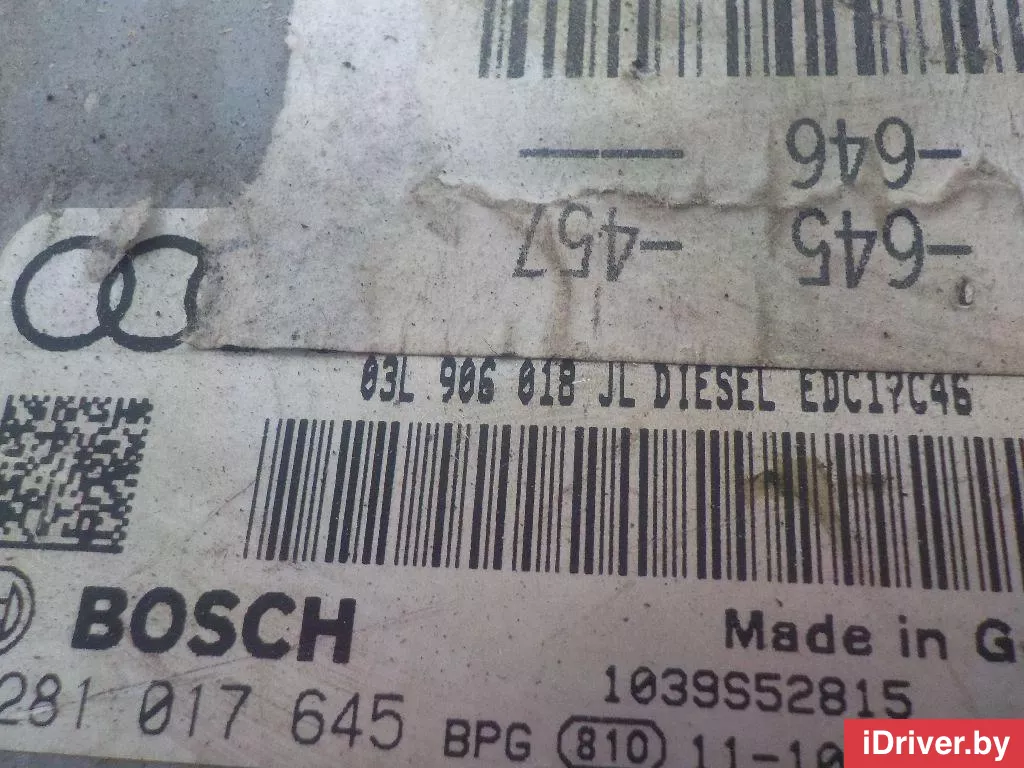 -646
-645 -457
03L 906 018 JL DIESEL EDC17C46
BOSCH
Made in G
1039S52815
281 017 645 BPG 810 11-10
iDriver.by